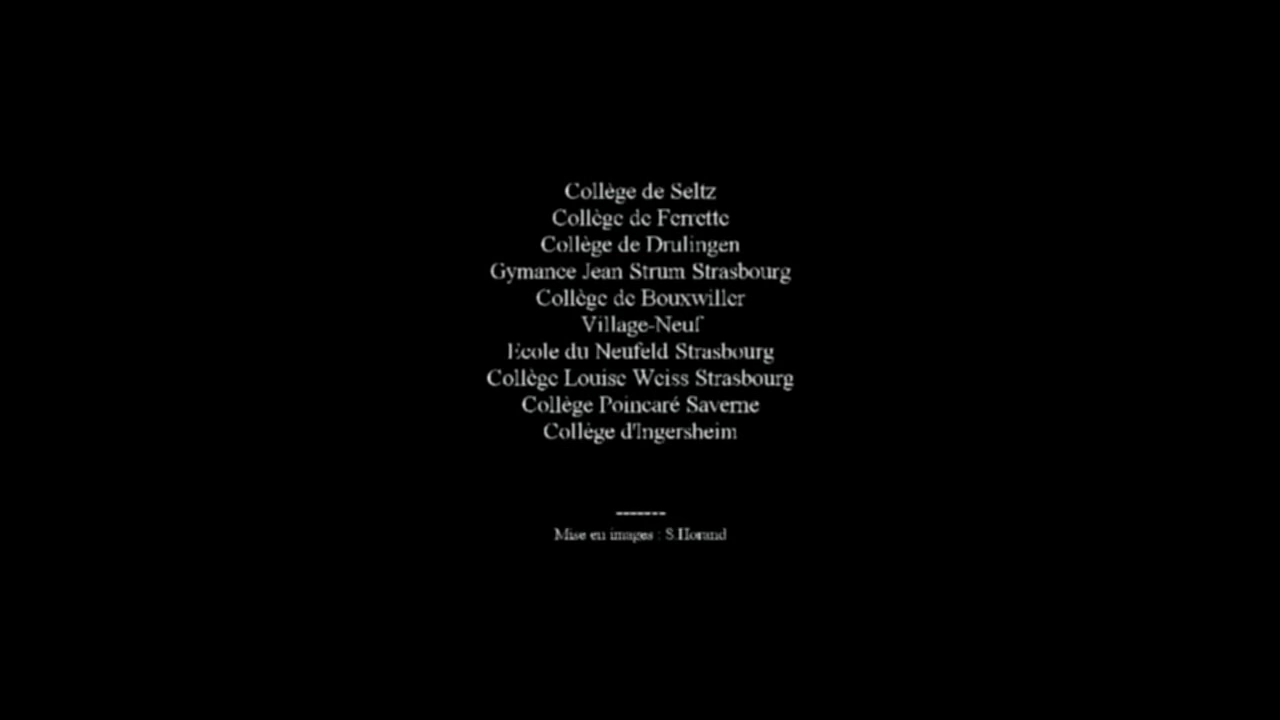 Collège de Seltz
Collège de Ferrette
Collège de Drulingen
Gymance Jean Strum Strasbourg
Collège de Bouxwiller
Village-Neuf
Ecole du Neufeld Strasbourg
Collège Louise Weiss Strasbourg
Collège Poincaré Saverne
Collège d'Ingersheim
-------
Mise en images : S.Horand